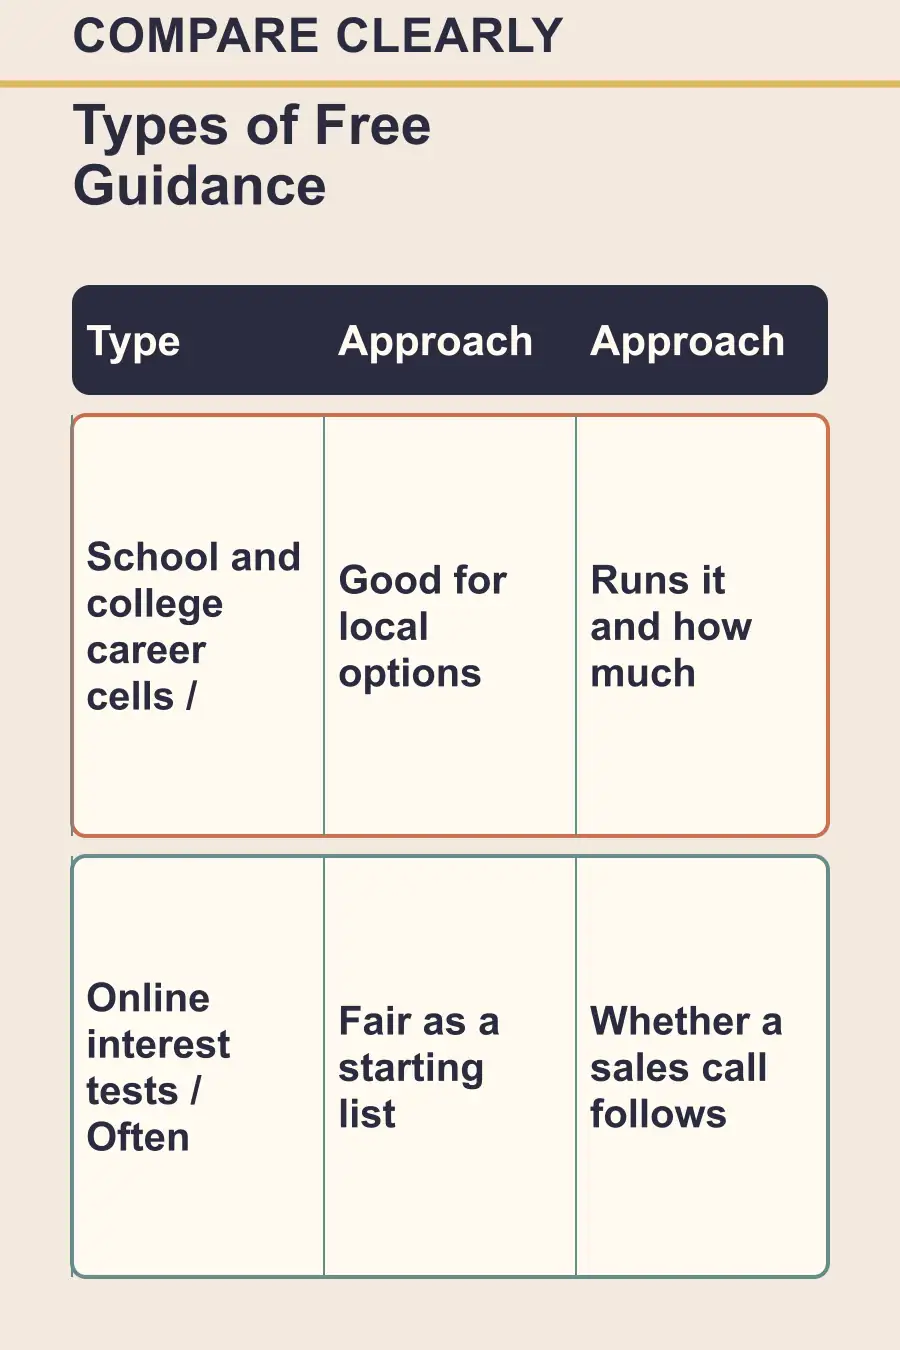 COMPARE CLEARLY
Types of Free
Guidance
Type Approach Approach
School and
college
career
cells /
Good for
local
options
Runs it
and how
much
Online
interest
tests /
Often
Fair as a
starting
list
Whether a
sales call
follows